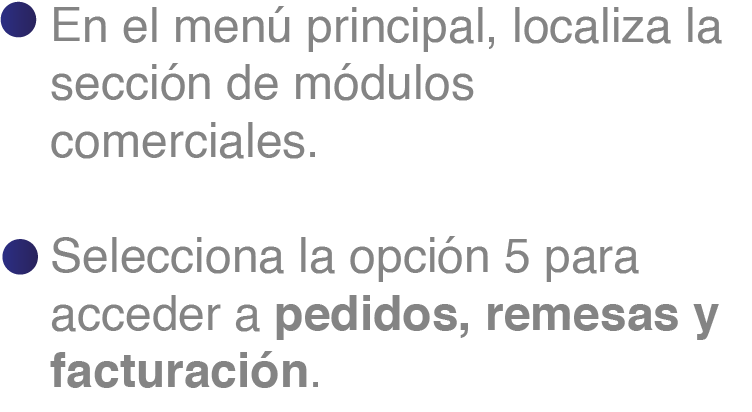 En el menú principal, localiza la
sección de módulos
comerciales.
Selecciona la opción 5 para
acceder a pedidos, remesas y
facturación.